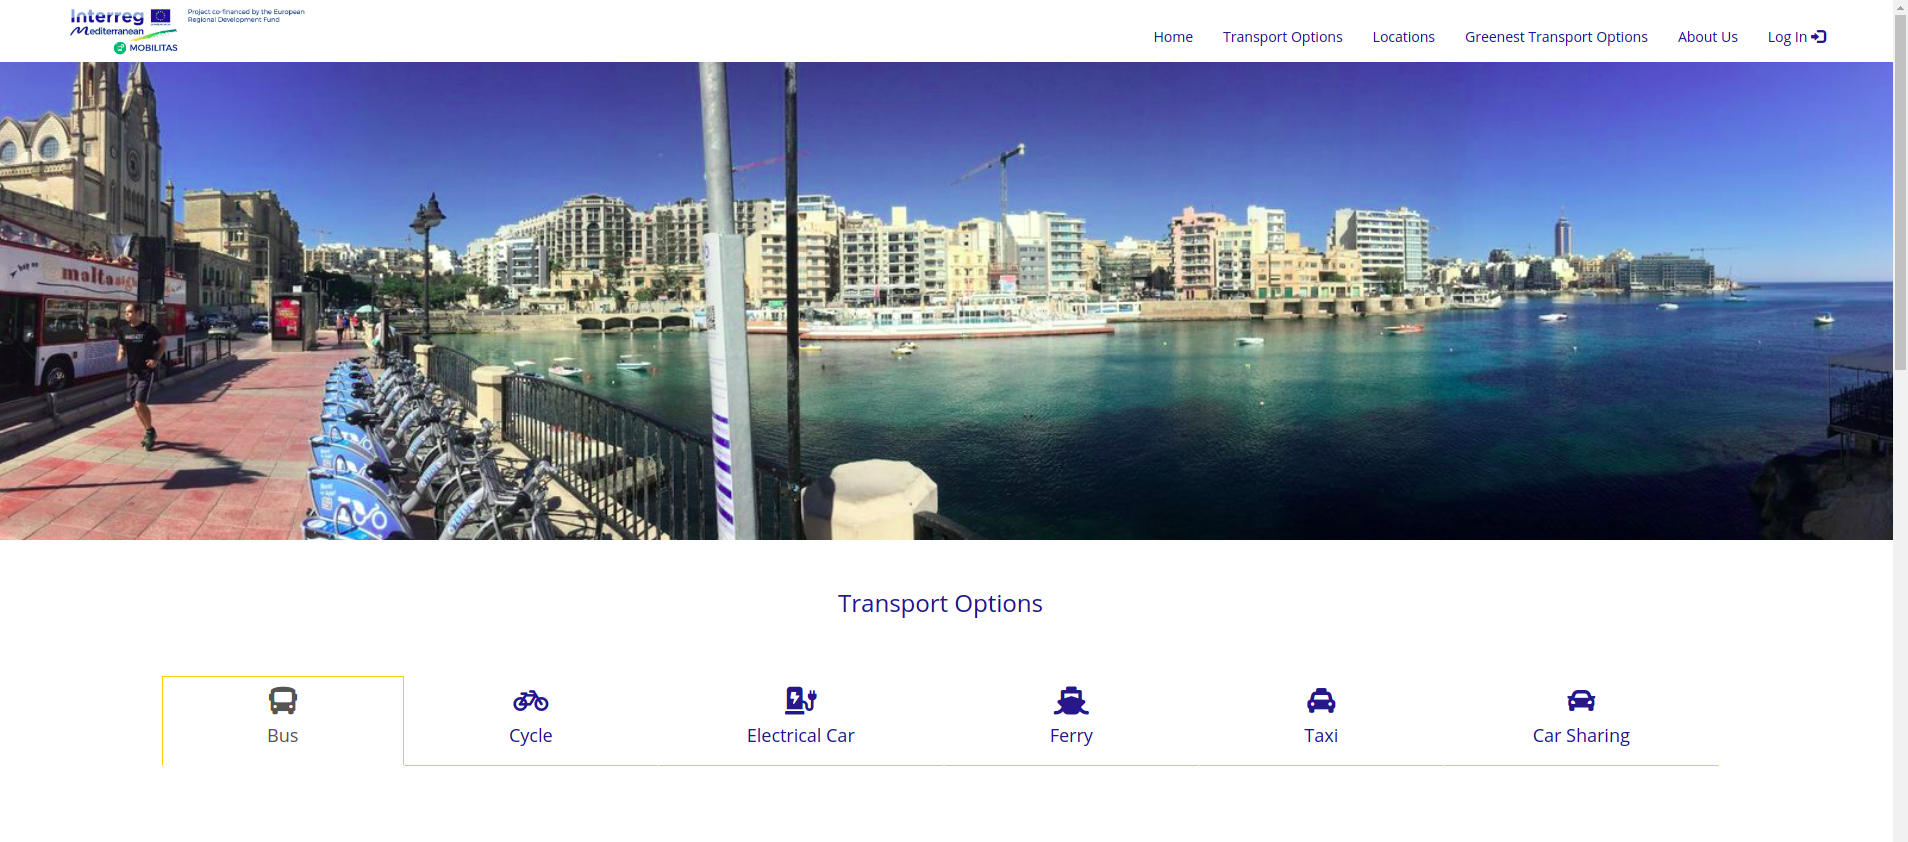 Interreg
Mediterranean
MOBILITAS
Project co-financed by the European
Regional Development Fund
Home
Transport Options
Locations
Greenest Transport Options
About Us
Log In
maltasig
Transport Options
Bus
Cycle
Electrical Car
Ferry
Taxi
Car Sharing